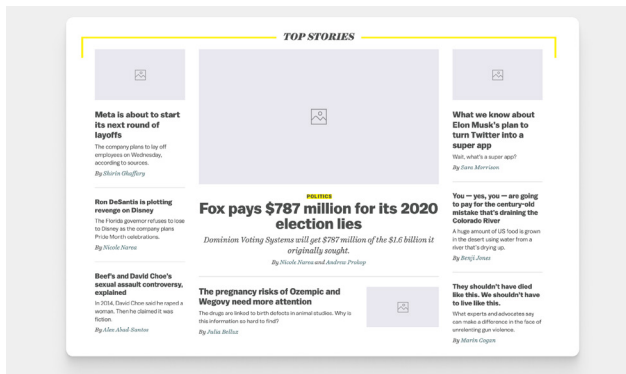 TOP STORIES
Meta is about to start
its next round of
layoffs
The company plans to lay off
employees on Wednesday,
according to sources.
By Shirin Ghaffary
Ron DeSantis is plotting
revenge on Disney
The Florida governor refuses to lose
to Disney as the company plans
Pride Month celebrations.
By Nicole Narea
Beef's and David Choe's
sexual assault controversy,
explained
In 2014, David Choe said he raped a
woman. Then he claimed it was
fiction.
By Alex Abad-Santos
POLITICS
Fox pays $787 million for its 2020
election lies
Dominion Voting Systems will get $787 million of the $1.6 billion it
originally sought.
By Nicole Narea and Andrew Prokop
The pregnancy risks of Ozempic and
Wegovy need more attention
The drugs are linked to birth defects in animal studies. Why is
this information so hard to find?
By Julia Belluz
What we know about
Elon Musk's plan to
turn Twitter into a
super app
Wait, what's a super app?
By Sara Morrison
You — yes, you — are going
to pay for the century-old
mistake that's draining the
Colorado River
A huge amount of US food is grown
in the desert using water from a
river that's drying up.
By Benji Jones
They shouldn't have died
like this. We shouldn't have
to live like this.
What experts and advocates say
can make a difference in the face of
unrelenting gun violence.
By Marin Cogan